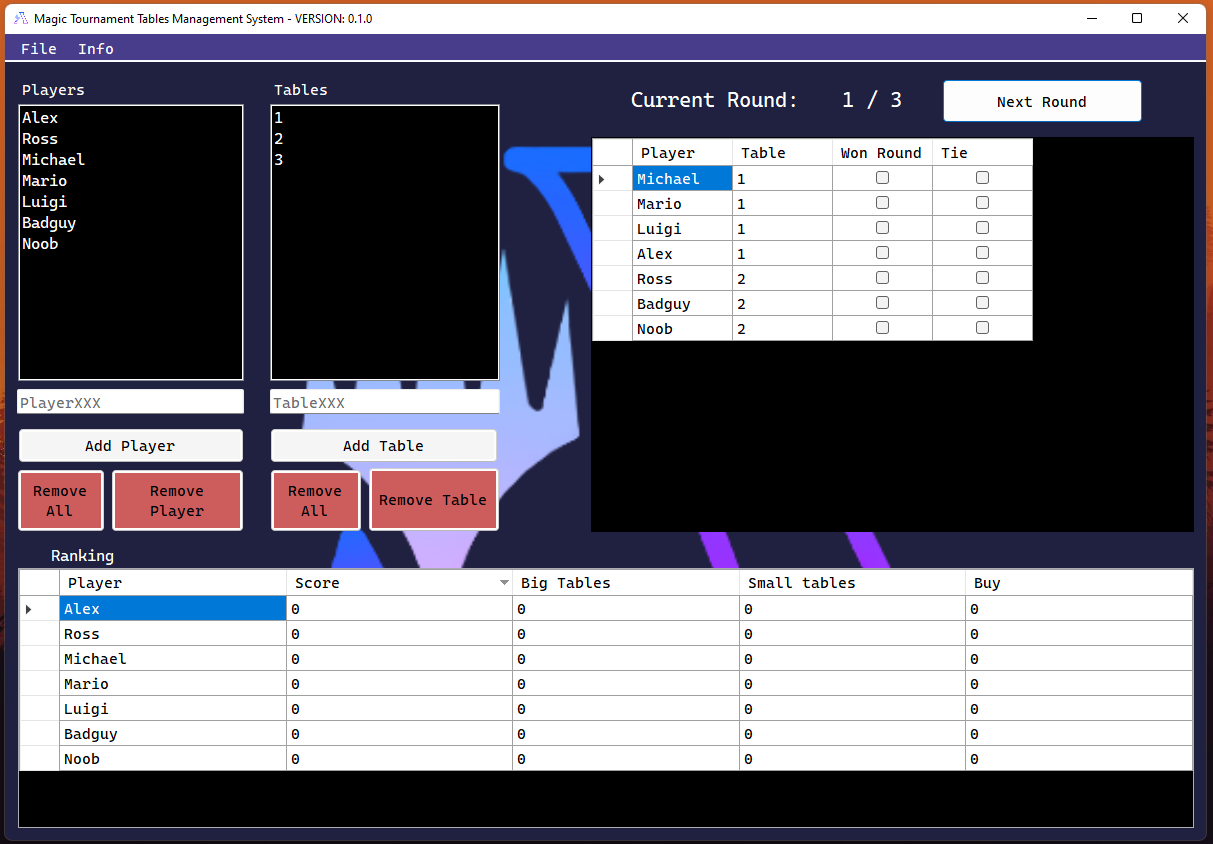 Magic Tournament Tables Management System - VERSION: 0.1.0
File Info
Players
Alex
Ross
Michael
Mario
Luigi
Badguy
Noob
PlayerXXX
Add Player
Remove
All
Remove
Player
Tables
1
2
3
TableXXX
Add Table
Remove
All
Remove Table
Current Round: 1 / 3
Next Round
Player Table Won Round Tie
Michael 1
Mario 1
Luigi 1
Alex 1
Ross 2
Badguy 2
Noob 2
Ranking
Player Score Big Tables Small tables Buy
Alex 0 0 0 0
Ross 0 0 0 0
Michael 0 0 0 0
Mario 0 0 0 0
Luigi 0 0 0 0
Badguy 0 0 0 0
Noob 0 0 0 0